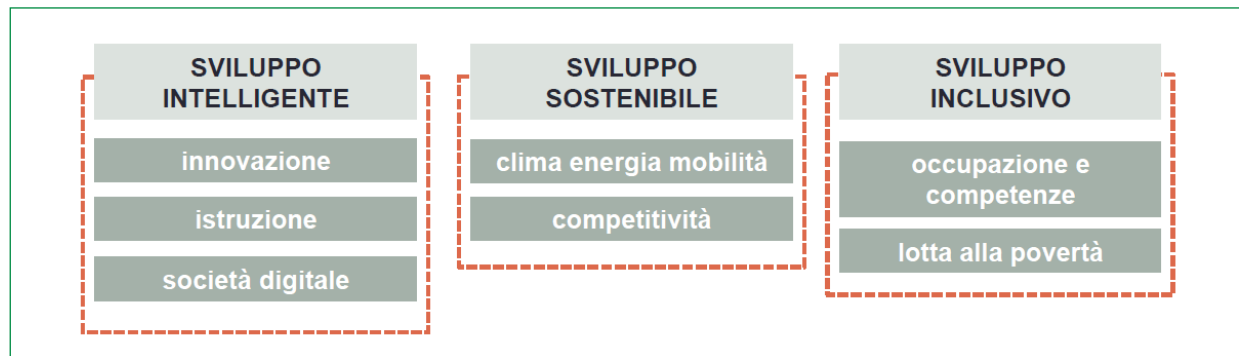 SVILUPPO
INTELLIGENTE
innovazione
istruzione
società digitale
SVILUPPO
SOSTENIBILE
clima energia mobilità
competitività
SVILUPPO
INCLUSIVO
occupazione e
competenze
lotta alla povertà